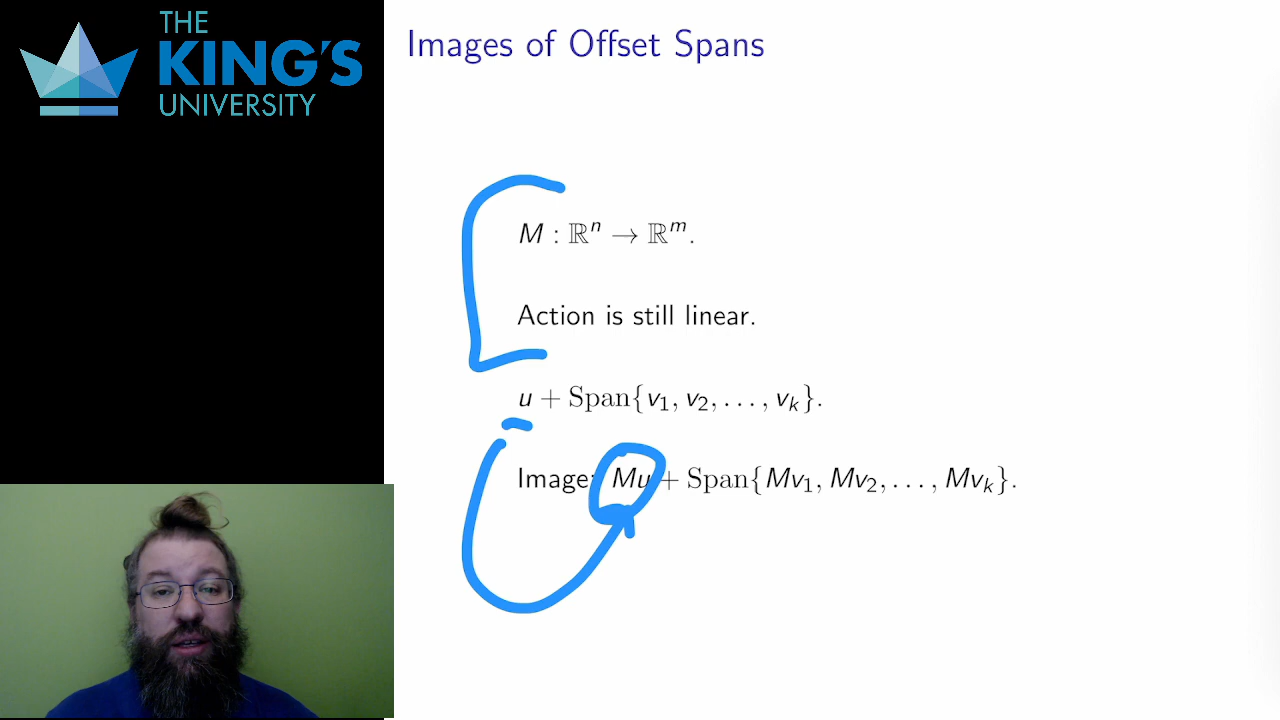 THE
KING'S
UNIVERSITY
Images of Offset Spans
M : ℝⁿ → ℝᵐ.
Action is still linear.
u + Span{v₁, v₂, . . . , vₖ}.
Image: Mu + Span{Mv₁, Mv₂, . . . , Mvₖ}.